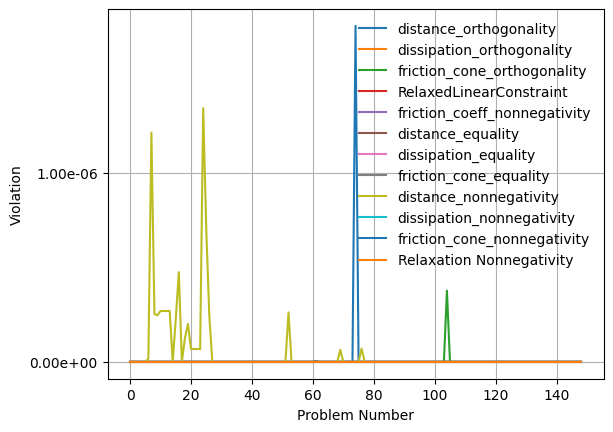 distance_orthogonality
dissipation_orthogonality
friction_cone_orthogonality
RelaxedLinearConstraint
friction_coeff_nonnegativity
distance_equality
dissipation_equality
friction_cone_equality
distance_nonnegativity
dissipation_nonnegativity
friction_cone_nonnegativity
Relaxation Nonnegativity
Violation
1.00e-06
0.00e+00
0 20 40 60 80 100 120 140
Problem Number